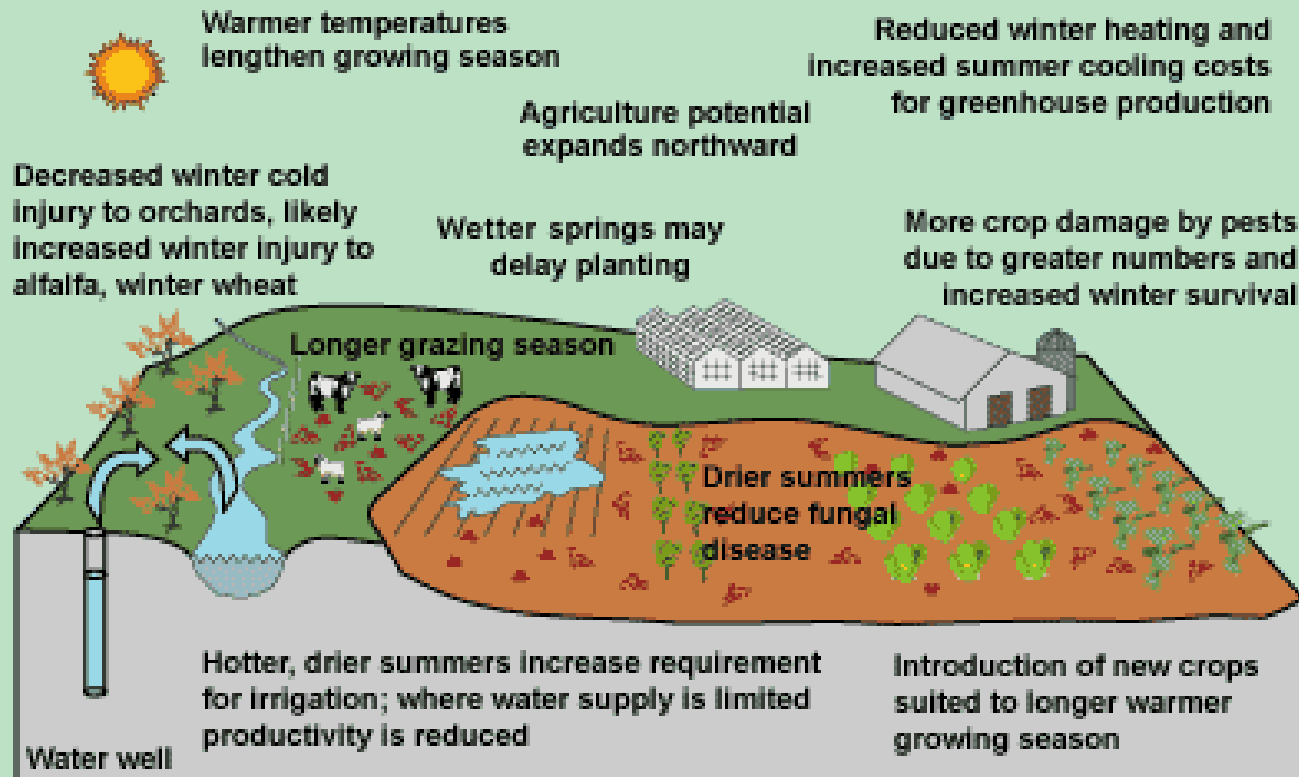 Warmer temperatures
lengthen growing season
Reduced winter heating and
increased summer cooling costs
for greenhouse production
Agriculture potential
expands northward
Decreased winter cold
injury to orchards, likely
increased winter injury to
alfalfa, winter wheat
Wetter springs may
delay planting
More crop damage by pests
due to greater numbers and
increased winter survival
Longer grazing season
Drier summers
reduce fungal
disease
Hotter, drier summers increase requirement
for irrigation; where water supply is limited
productivity is reduced
Introduction of new crops
suited to longer warmer
growing season
Water well